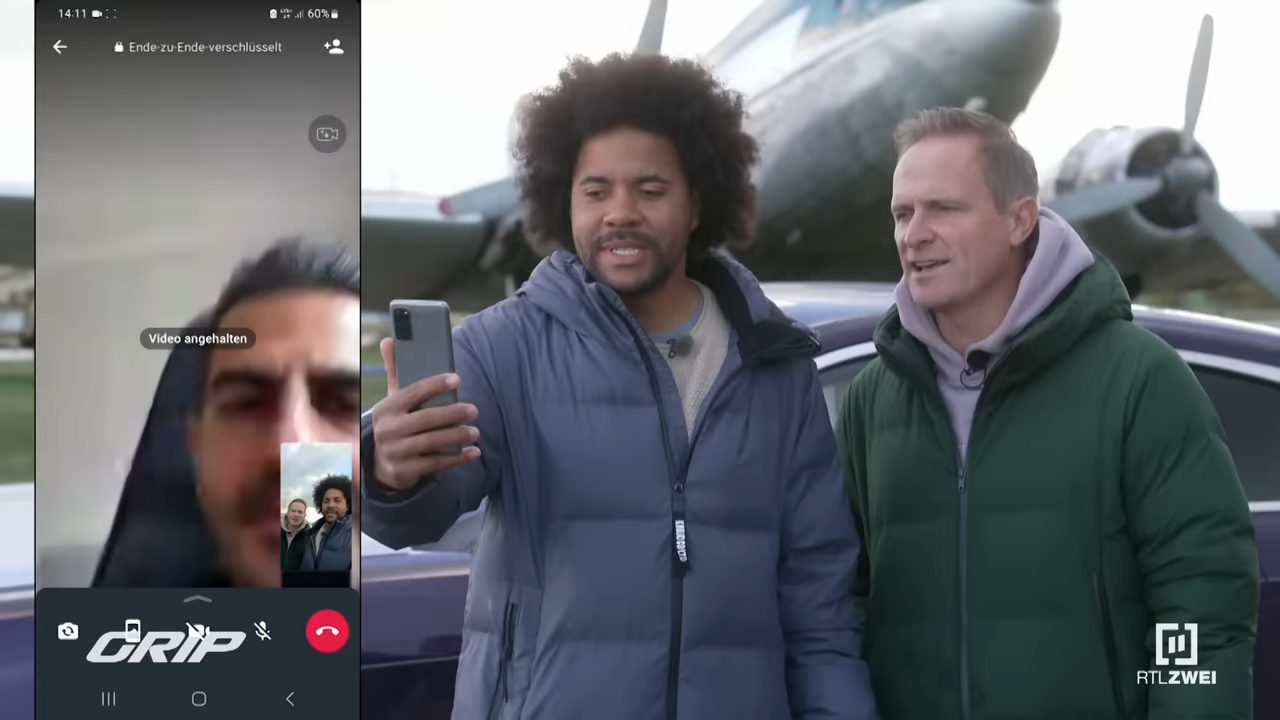 14:11
60%
Ende-zu-Ende-verschlüsselt
Video angehalten
GRIP
RTLZWEI